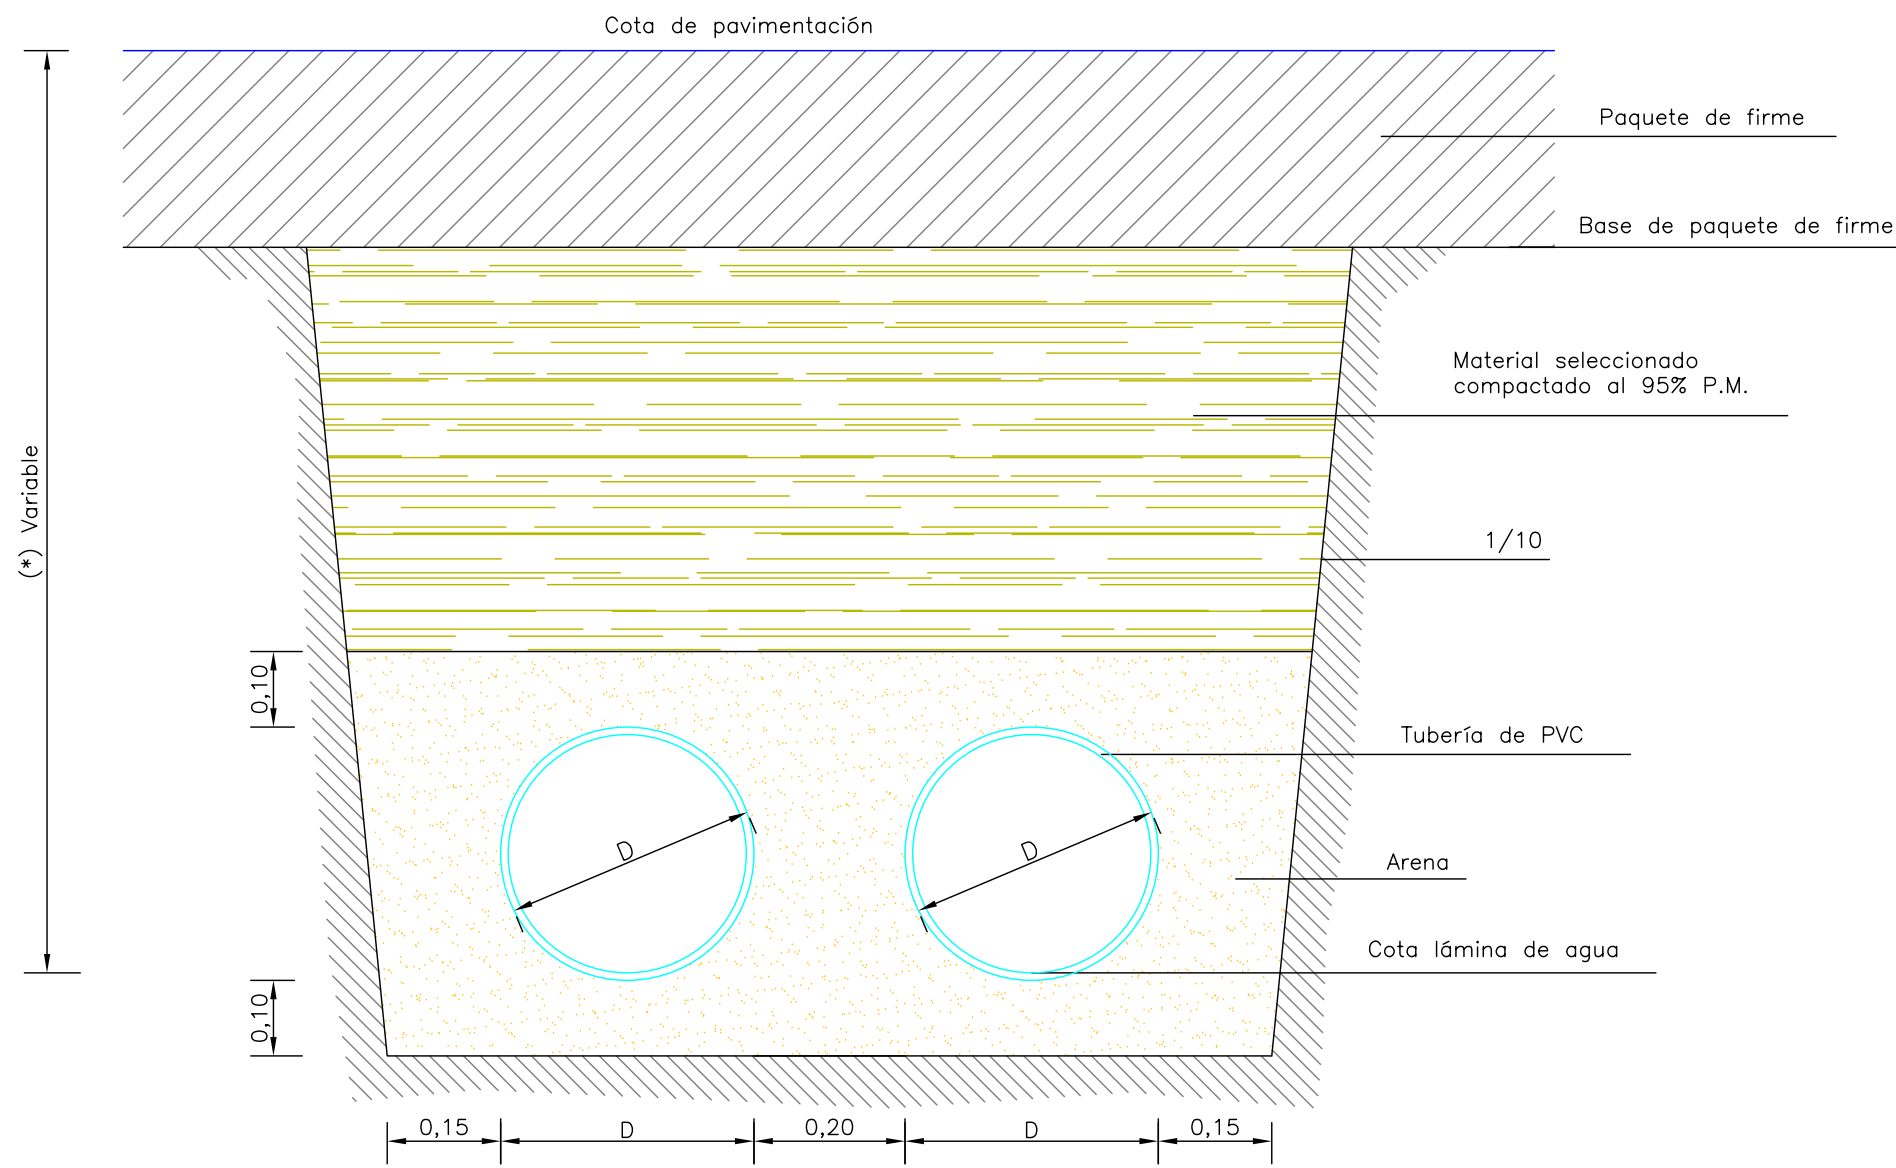 Cota de pavimentación
Paquete de firme
Base de paquete de firme
Material seleccionado
compactado al 95% P.M.
(*) Variable
1/10
0,10
Tubería de PVC
D
D
Arena
Cota lámina de agua
0,10
0,15
D
0,20
D
0,15